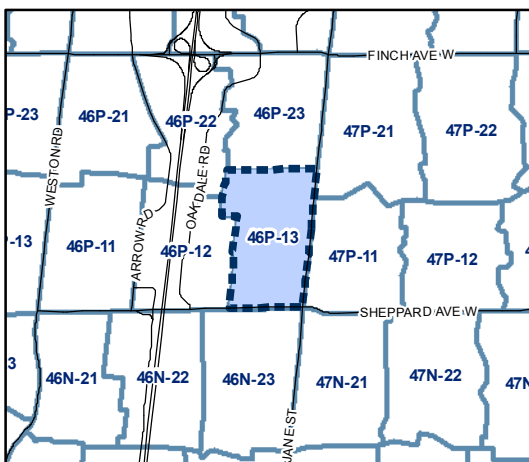 FINCH AVE W
P-23
46P-21
46P-22
46P-23
47P-21
47P-22
WESTON RD
OAKDALE RD
ARROW RD
-13
46P-11
46P-12
46P-13
47P-11
47P-12
4
SHEPPARD AVE W
3
46N-21
46N-22
46N-23
47N-21
47N-22
47N
JANE ST